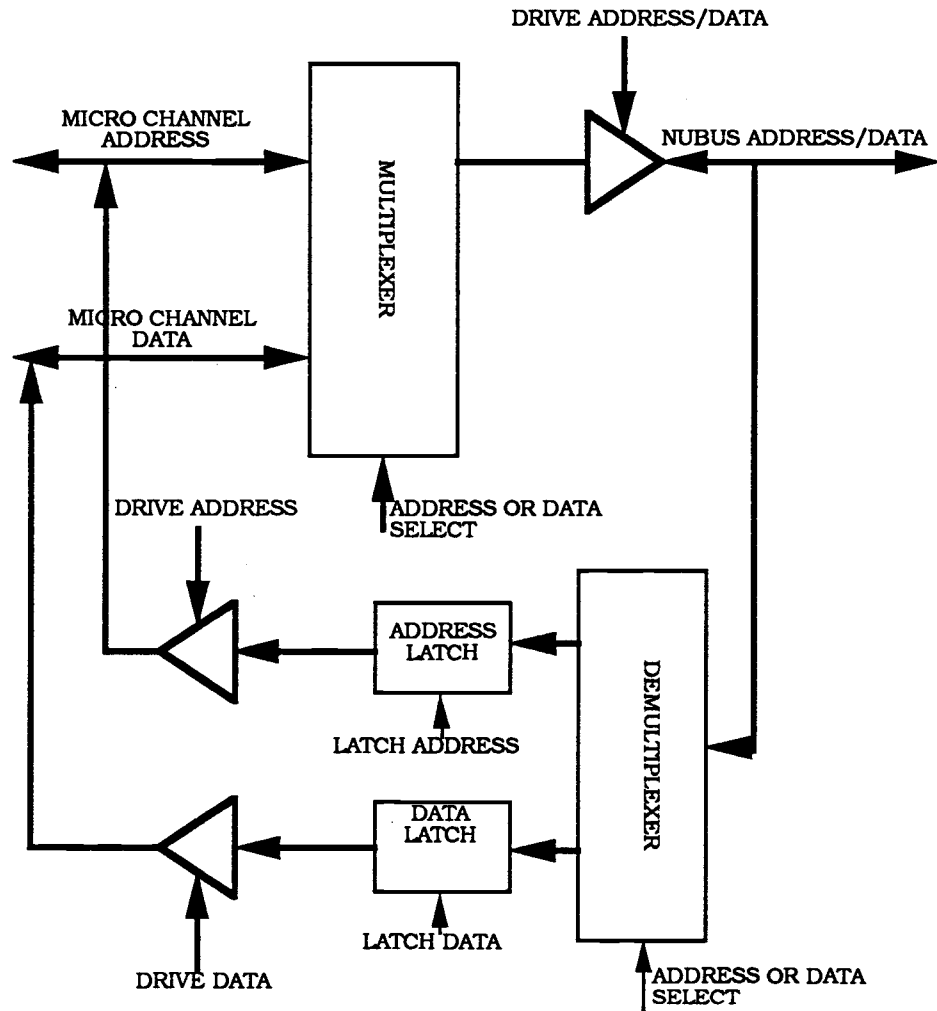 DRIVE ADDRESS/DATA
MICRO CHANNEL
ADDRESS
NUBUS ADDRESS/DATA
MULTIPLEXER
MICRO CHANNEL
DATA
DRIVE ADDRESS
ADDRESS OR DATA
SELECT
ADDRESS
LATCH
DEMULTIPLEXER
LATCH ADDRESS
DATA
LATCH
LATCH DATA
DRIVE DATA
ADDRESS OR DATA
SELECT